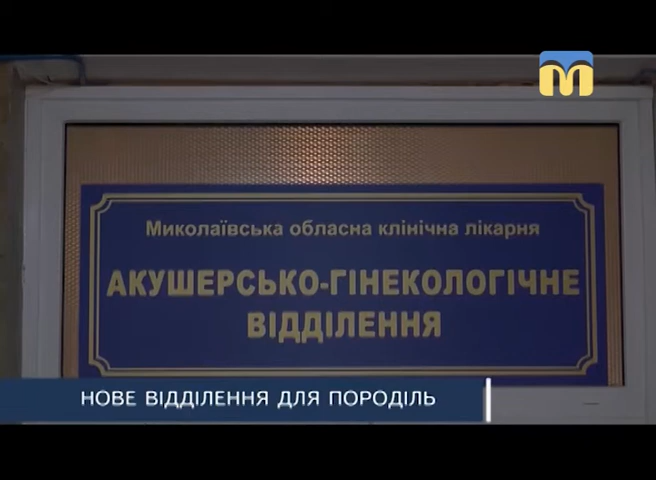 М
Миколаївська обласна клінічна лікарня
АКУШЕРСЬКО-ГІНЕКОЛОГІЧНЕ
ВІДДІЛЕННЯ
НОВЕ ВІДДІЛЕННЯ ДЛЯ ПОРОДІЛЬ